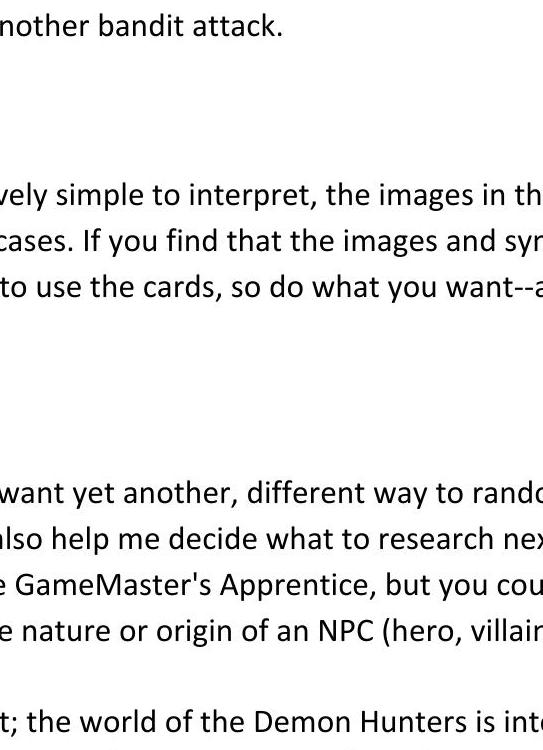 nother bandit attack.
vely simple to interpret, the images in th
cases. If you find that the images and syn
to use the cards, so do what you want--a
want yet another, different way to rando
also help me decide what to research nex
e GameMaster's Apprentice, but you cou
e nature or origin of an NPC (hero, villain
t; the world of the Demon Hunters is inte